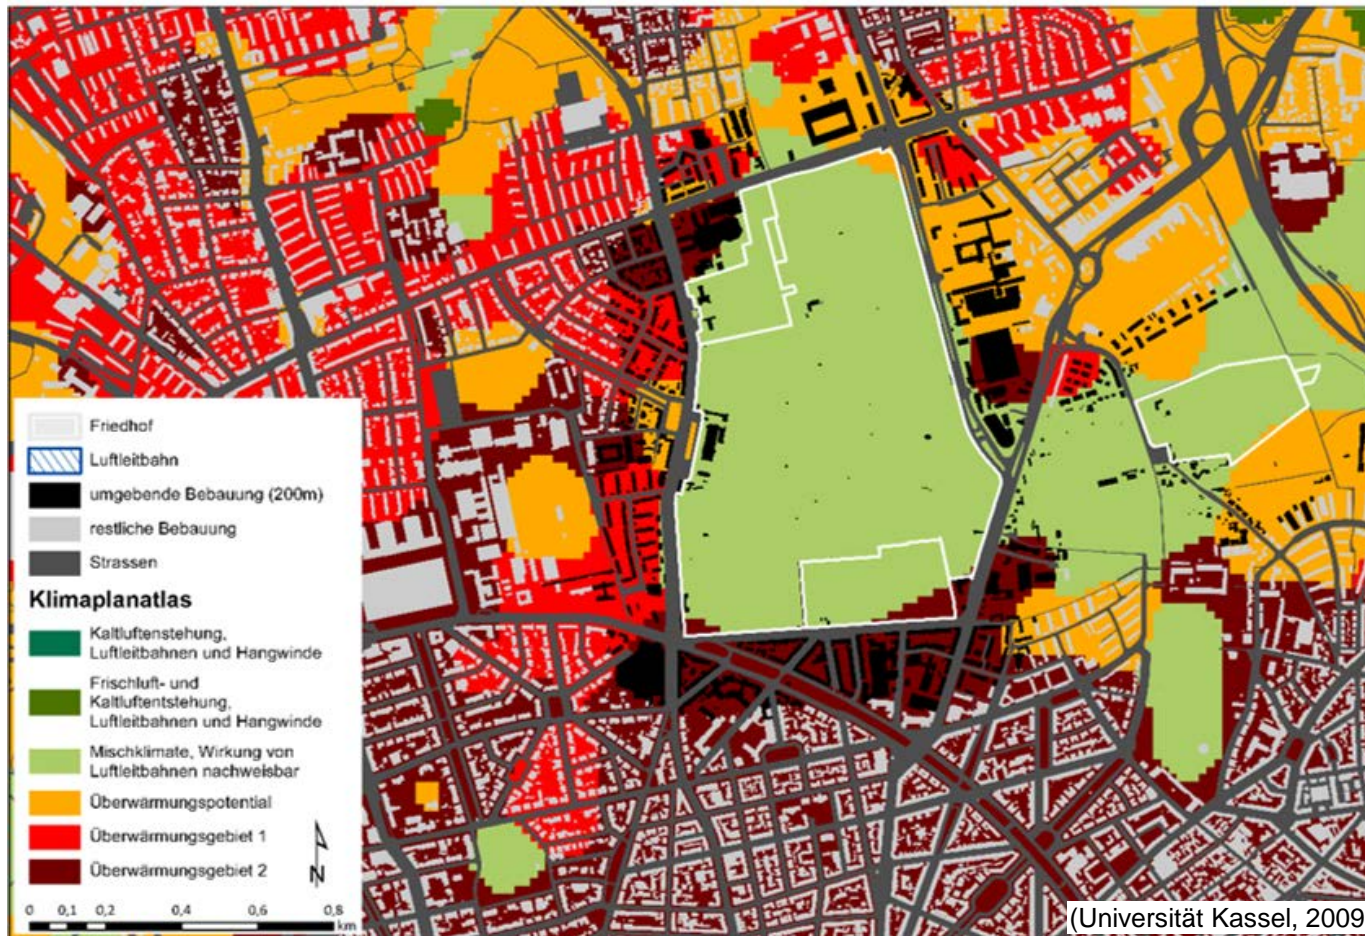 Friedhof
Luftleitbahn
umgebende Bebauung (200m)
restliche Bebauung
Strassen
Klimaplanatlas
Kaltluftenstehung,
Luftleitbahnen und Hangwinde
Frischluft- und
Kaltluftentstehung,
Luftleitbahnen und Hangwinde
Mischklimate, Wirkung von
Luftleitbahnen nachweisbar
Überwärmungspotential
Überwärmungsgebiet 1
Überwärmungsgebiet 2
N
0 0,1 0,2 0,4 0,6 0,8
km
(Universität Kassel, 2009